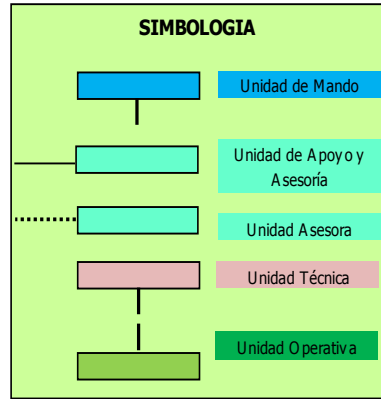 SIMBOLOGIA
Unidad de Mando
Unidad de Apoyo y
Asesoría
Unidad Asesora
Unidad Técnica
Unidad Operativa